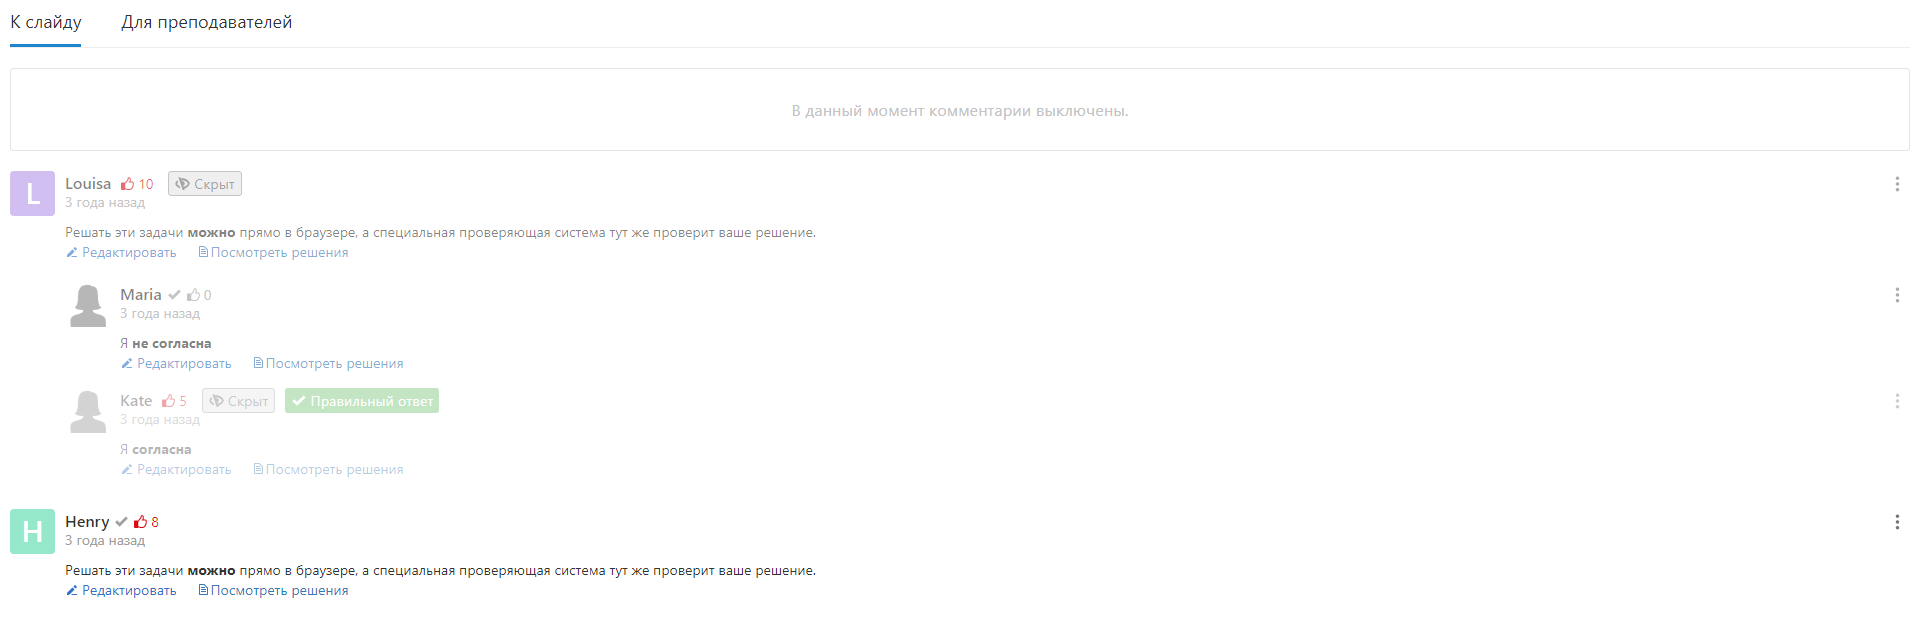 К слайду Для преподавателей
В данный момент комментарии выключены.
L Louisa 10 Скрыт
3 года назад
Решать эти задачи можно прямо в браузере, а специальная проверяющая система тут же проверит ваше решение.
Редактировать Посмотреть решения
Maria 0
3 года назад
Я не согласна
Редактировать Посмотреть решения
Kate 5 Скрыт Правильный ответ
3 года назад
Я согласна
Редактировать Посмотреть решения
H Henry 8
3 года назад
Решать эти задачи можно прямо в браузере, а специальная проверяющая система тут же проверит ваше решение.
Редактировать Посмотреть решения